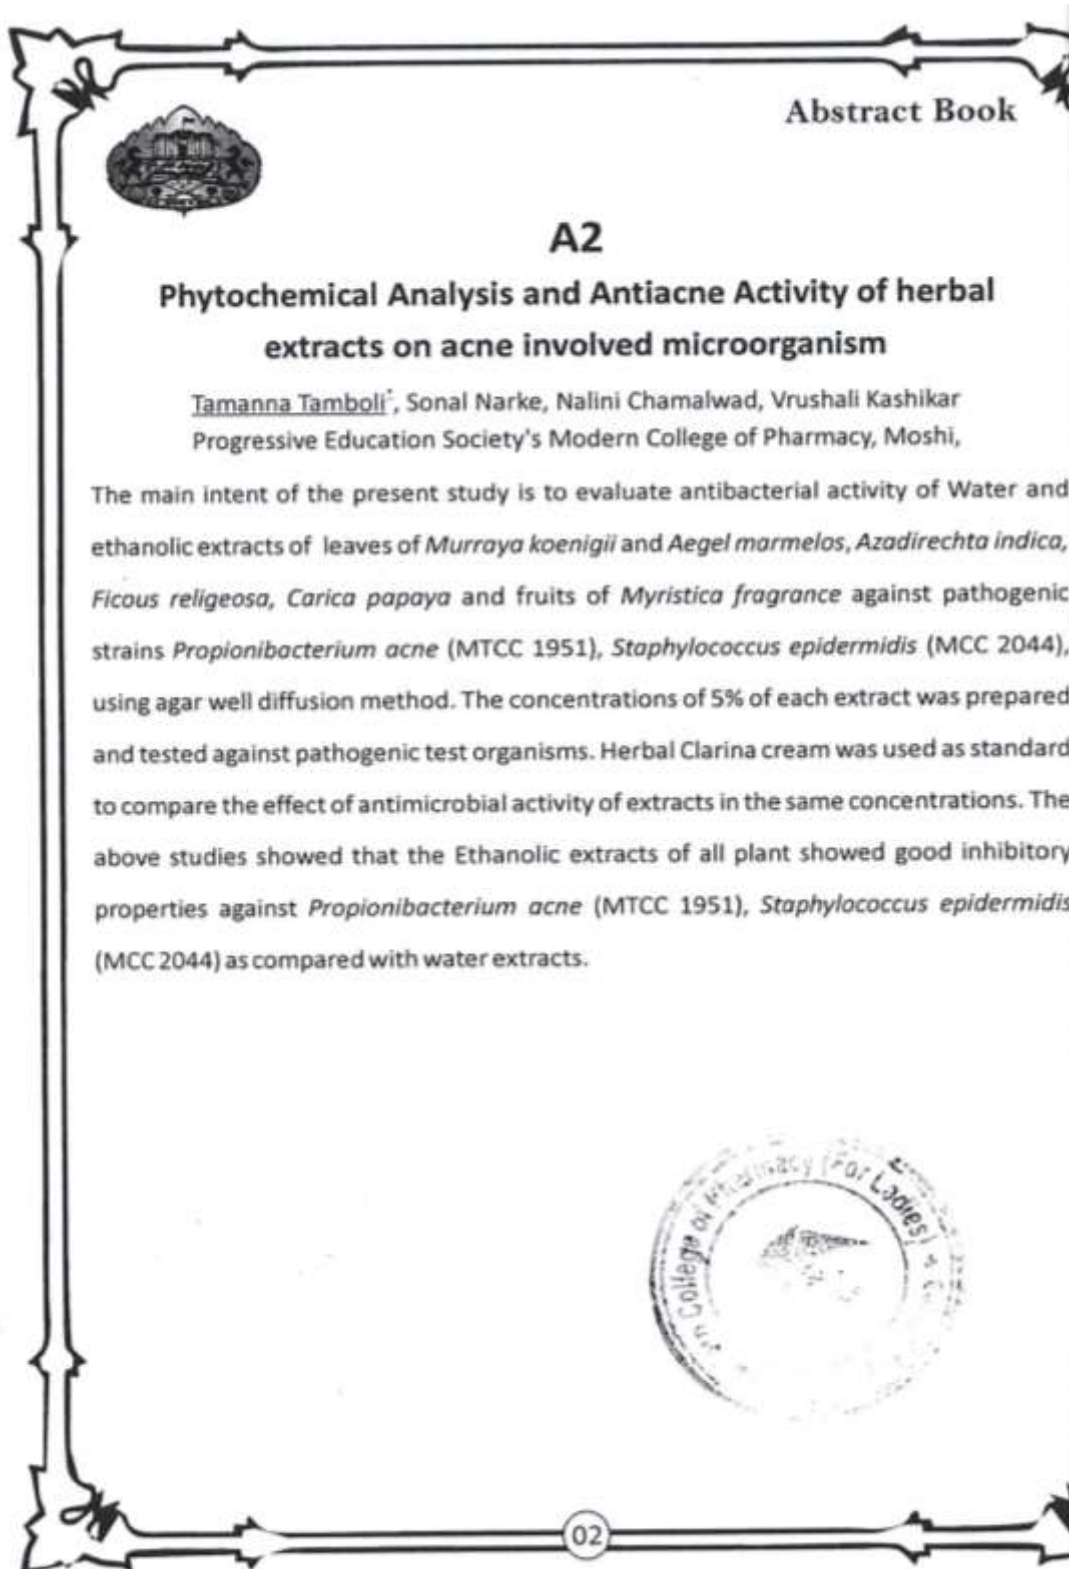 Abstract Book
A2
Phytochemical Analysis and Antiacne Activity of herbal
extracts on acne involved microorganism
Tamanna Tamboli*, Sonal Narke, Nalini Chamalwad, Vrushali Kashikar
Progressive Education Society's Modern College of Pharmacy, Moshi,
The main intent of the present study is to evaluate antibacterial activity of Water and
ethanolic extracts of leaves of Murraya koenigii and Aegel marmelos, Azadirechta indica,
Ficous religeosa, Carica papaya and fruits of Myristica fragrance against pathogenic
strains Propionibacterium acne (MTCC 1951), Staphylococcus epidermidis (MCC 2044),
using agar well diffusion method. The concentrations of 5% of each extract was prepared
and tested against pathogenic test organisms. Herbal Clarina cream was used as standard
to compare the effect of antimicrobial activity of extracts in the same concentrations. The
above studies showed that the Ethanolic extracts of all plant showed good inhibitory
properties against Propionibacterium acne (MTCC 1951), Staphylococcus epidermidis
(MCC 2044) as compared with water extracts.
College of Pharmacy (For Ladies)
02